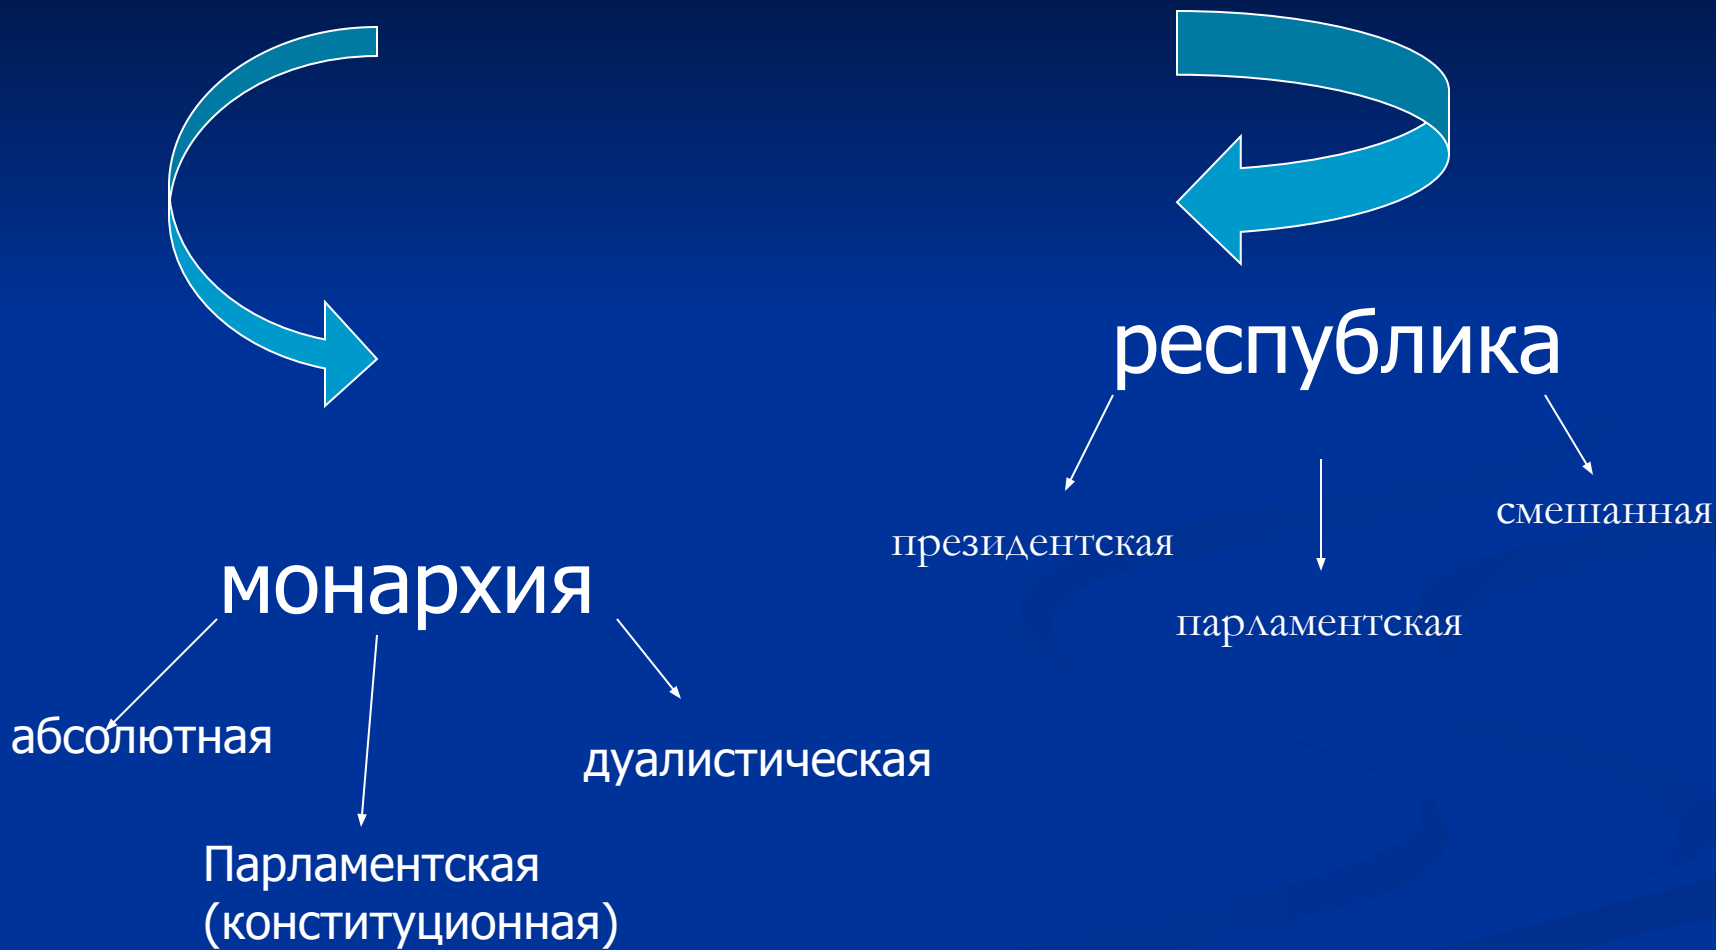 республика
президентская
смешанная
парламентская
монархия
абсолютная
дуалистическая
Парламентская
(конституционная)